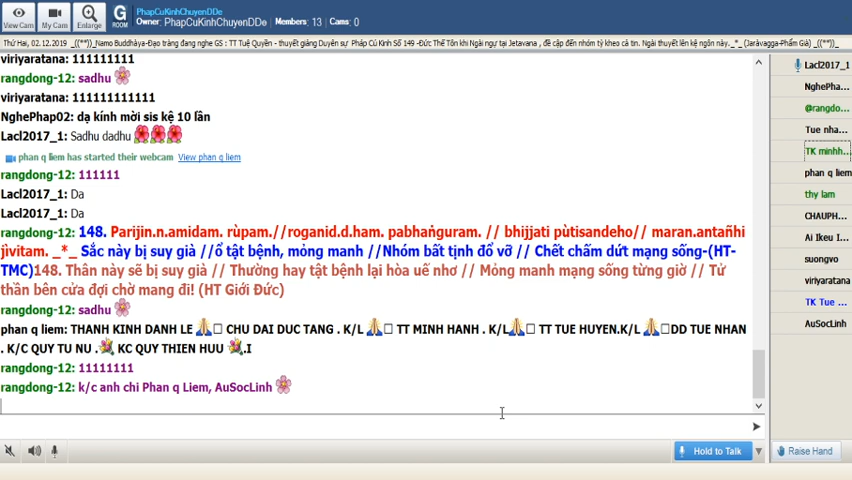 PhapCuKinhChuyenDDe
Owner: PhapCuKinhChuyenDDe Members: 13 Cams: 0
View Cam My Cam Enlarge G ROOM
Thứ Hai, 02.12.2019 _((**))_Namo Buddhàya-Đạo tràng đang nghe GS : TT Tuệ Quyền - thuyết giảng Duyên sự Pháp Cú Kinh Số 149 -Đức Thế Tôn khi Ngài ngự tại Jetavana , đề cập đến nhóm tỳ kheo cả tin. Ngài thuyết lên kệ ngôn này._*_ (Jaràvagga-Phẩm Già) _((**))_
viriyaratana: 111111111
rangdong-12: sadhu
viriyaratana: 111111111111
NghePhap02: dạ kính mời sis kệ 10 lần
Lacl2017_1: Sadhu dadhu
phan q liem has started their webcam View phan q liem
rangdong-12: 111111
Lacl2017_1: Da
Lacl2017_1: Da
rangdong-12: 148. Parijin.n.amidam. rùpam.//roganid.d.ham. pabhaṅguram. // bhijjati pùtisandeho// maran.antañhi
jìvitam. _*_ Sắc này bị suy già //ổ tật bệnh, mỏng manh //Nhóm bất tịnh đổ vỡ // Chết chấm dứt mạng sống-(HT-
TMC)148. Thân này sẽ bị suy già // Thường hay tật bệnh lại hòa uế nhơ // Mỏng manh mạng sống từng giờ // Tử
thần bên cửa đợi chờ mang đi! (HT Giới Đức)
rangdong-12: sadhu
phan q liem: THANH KINH DANH LE CHU DAI DUC TANG . K/L TT MINH HANH . K/L TT TUE HUYEN.K/L DD TUE NHAN
. K/C QUY TU NU . KC QUY THIEN HUU .I
rangdong-12: 11111111
rangdong-12: k/c anh chi Phan q Liem, AuSocLinh
Hold to Talk
Raise Hand
Lacl2017_1
NghePha...
@rangdo...
Tue nha...
TK minhh...
phan q liem
thy lam
CHAUPH...
Ai Ikeu I...
suongvo
viriyaratana
TK Tue ...
AuSocLinh